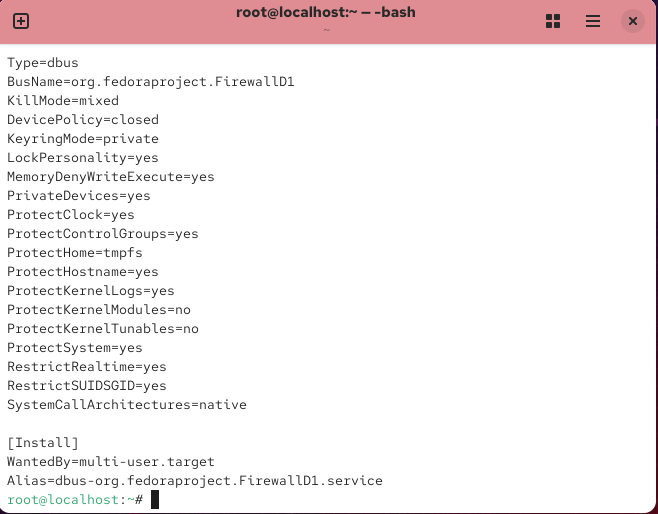 root@localhost:~ — -bash
~
Type=dbus
BusName=org.fedoraproject.FirewallD1
KillMode=mixed
DevicePolicy=closed
KeyringMode=private
LockPersonality=yes
MemoryDenyWriteExecute=yes
PrivateDevices=yes
ProtectClock=yes
ProtectControlGroups=yes
ProtectHome=tmpfs
ProtectHostname=yes
ProtectKernelLogs=yes
ProtectKernelModules=no
ProtectKernelTunables=no
ProtectSystem=yes
RestrictRealtime=yes
RestrictSUIDSGID=yes
SystemCallArchitectures=native

[Install]
WantedBy=multi-user.target
Alias=dbus-org.fedoraproject.FirewallD1.service
root@localhost:~#